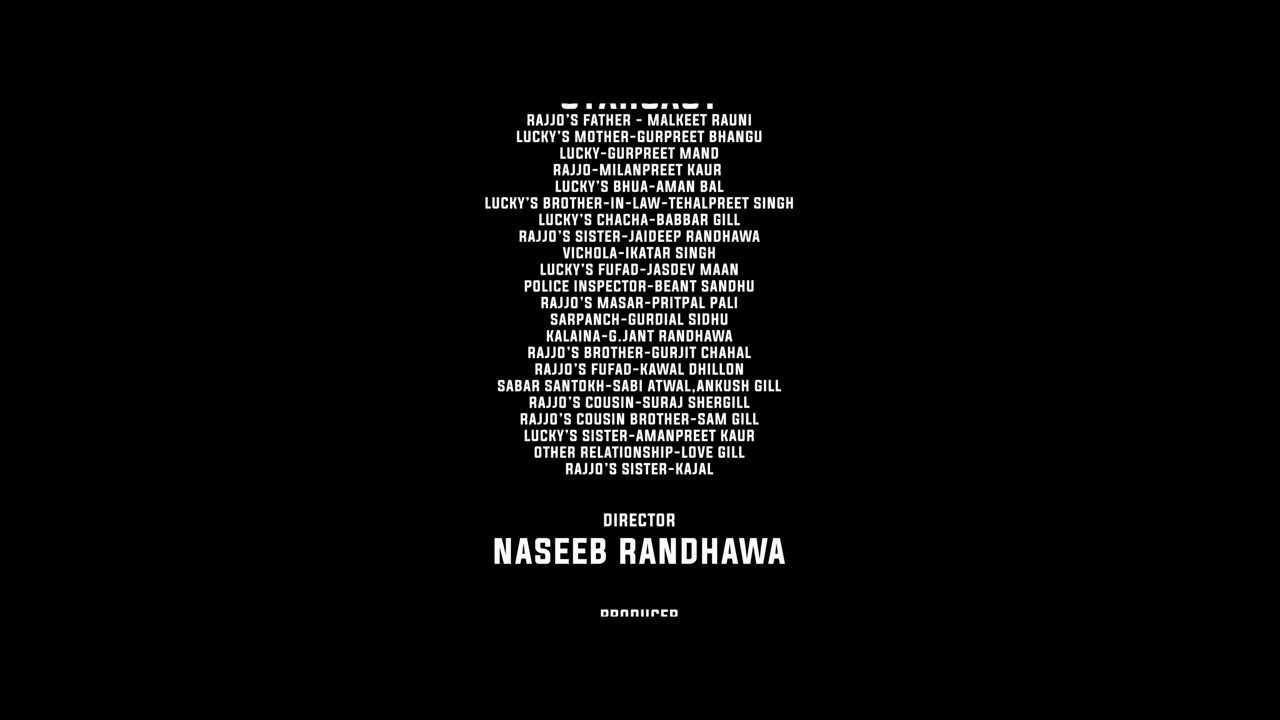 STARCAST
RAJJO'S FATHER - MALKEET RAUNI
LUCKY'S MOTHER-GURPREET BHANGU
LUCKY-GURPREET MAND
RAJJO-MILANPREET KAUR
LUCKY'S BHUA-AMAN BAL
LUCKY'S BROTHER-IN-LAW-TEHALPREET SINGH
LUCKY'S CHACHA-BABBAR GILL
RAJJO'S SISTER-JAIDEEP RANDHAWA
VICHOLA-IKATAR SINGH
LUCKY'S FUFAD-JASDEV MAAN
POLICE INSPECTOR-BEANT SANDHU
RAJJO'S MASAR-PRITPAL PALI
SARPANCH-GURDIAL SIDHU
KALAINA-G.JANT RANDHAWA
RAJJO'S BROTHER-GURJIT CHAHAL
RAJJO'S FUFAD-KAWAL DHILLON
SABAR SANTOKH-SABI ATWAL,ANKUSH GILL
RAJJO'S COUSIN-SURAJ SHERGILL
RAJJO'S COUSIN BROTHER-SAM GILL
LUCKY'S SISTER-AMANPREET KAUR
OTHER RELATIONSHIP-LOVE GILL
RAJJO'S SISTER-KAJAL
DIRECTOR
NASEEB RANDHAWA
PRODUCER